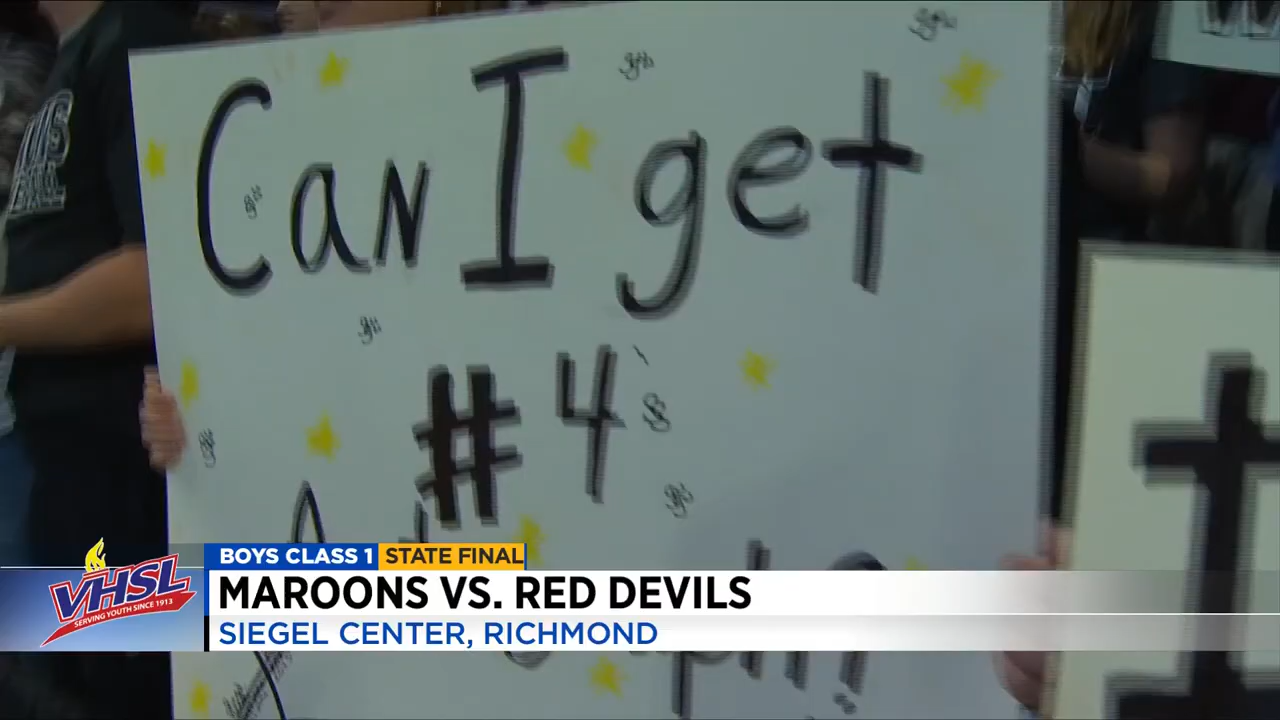 Can I get
#4's
BOYS CLASS 1 STATE FINAL
MAROONS VS. RED DEVILS
SIEGEL CENTER, RICHMOND
VHSL
SERVING YOUTH SINCE 1913